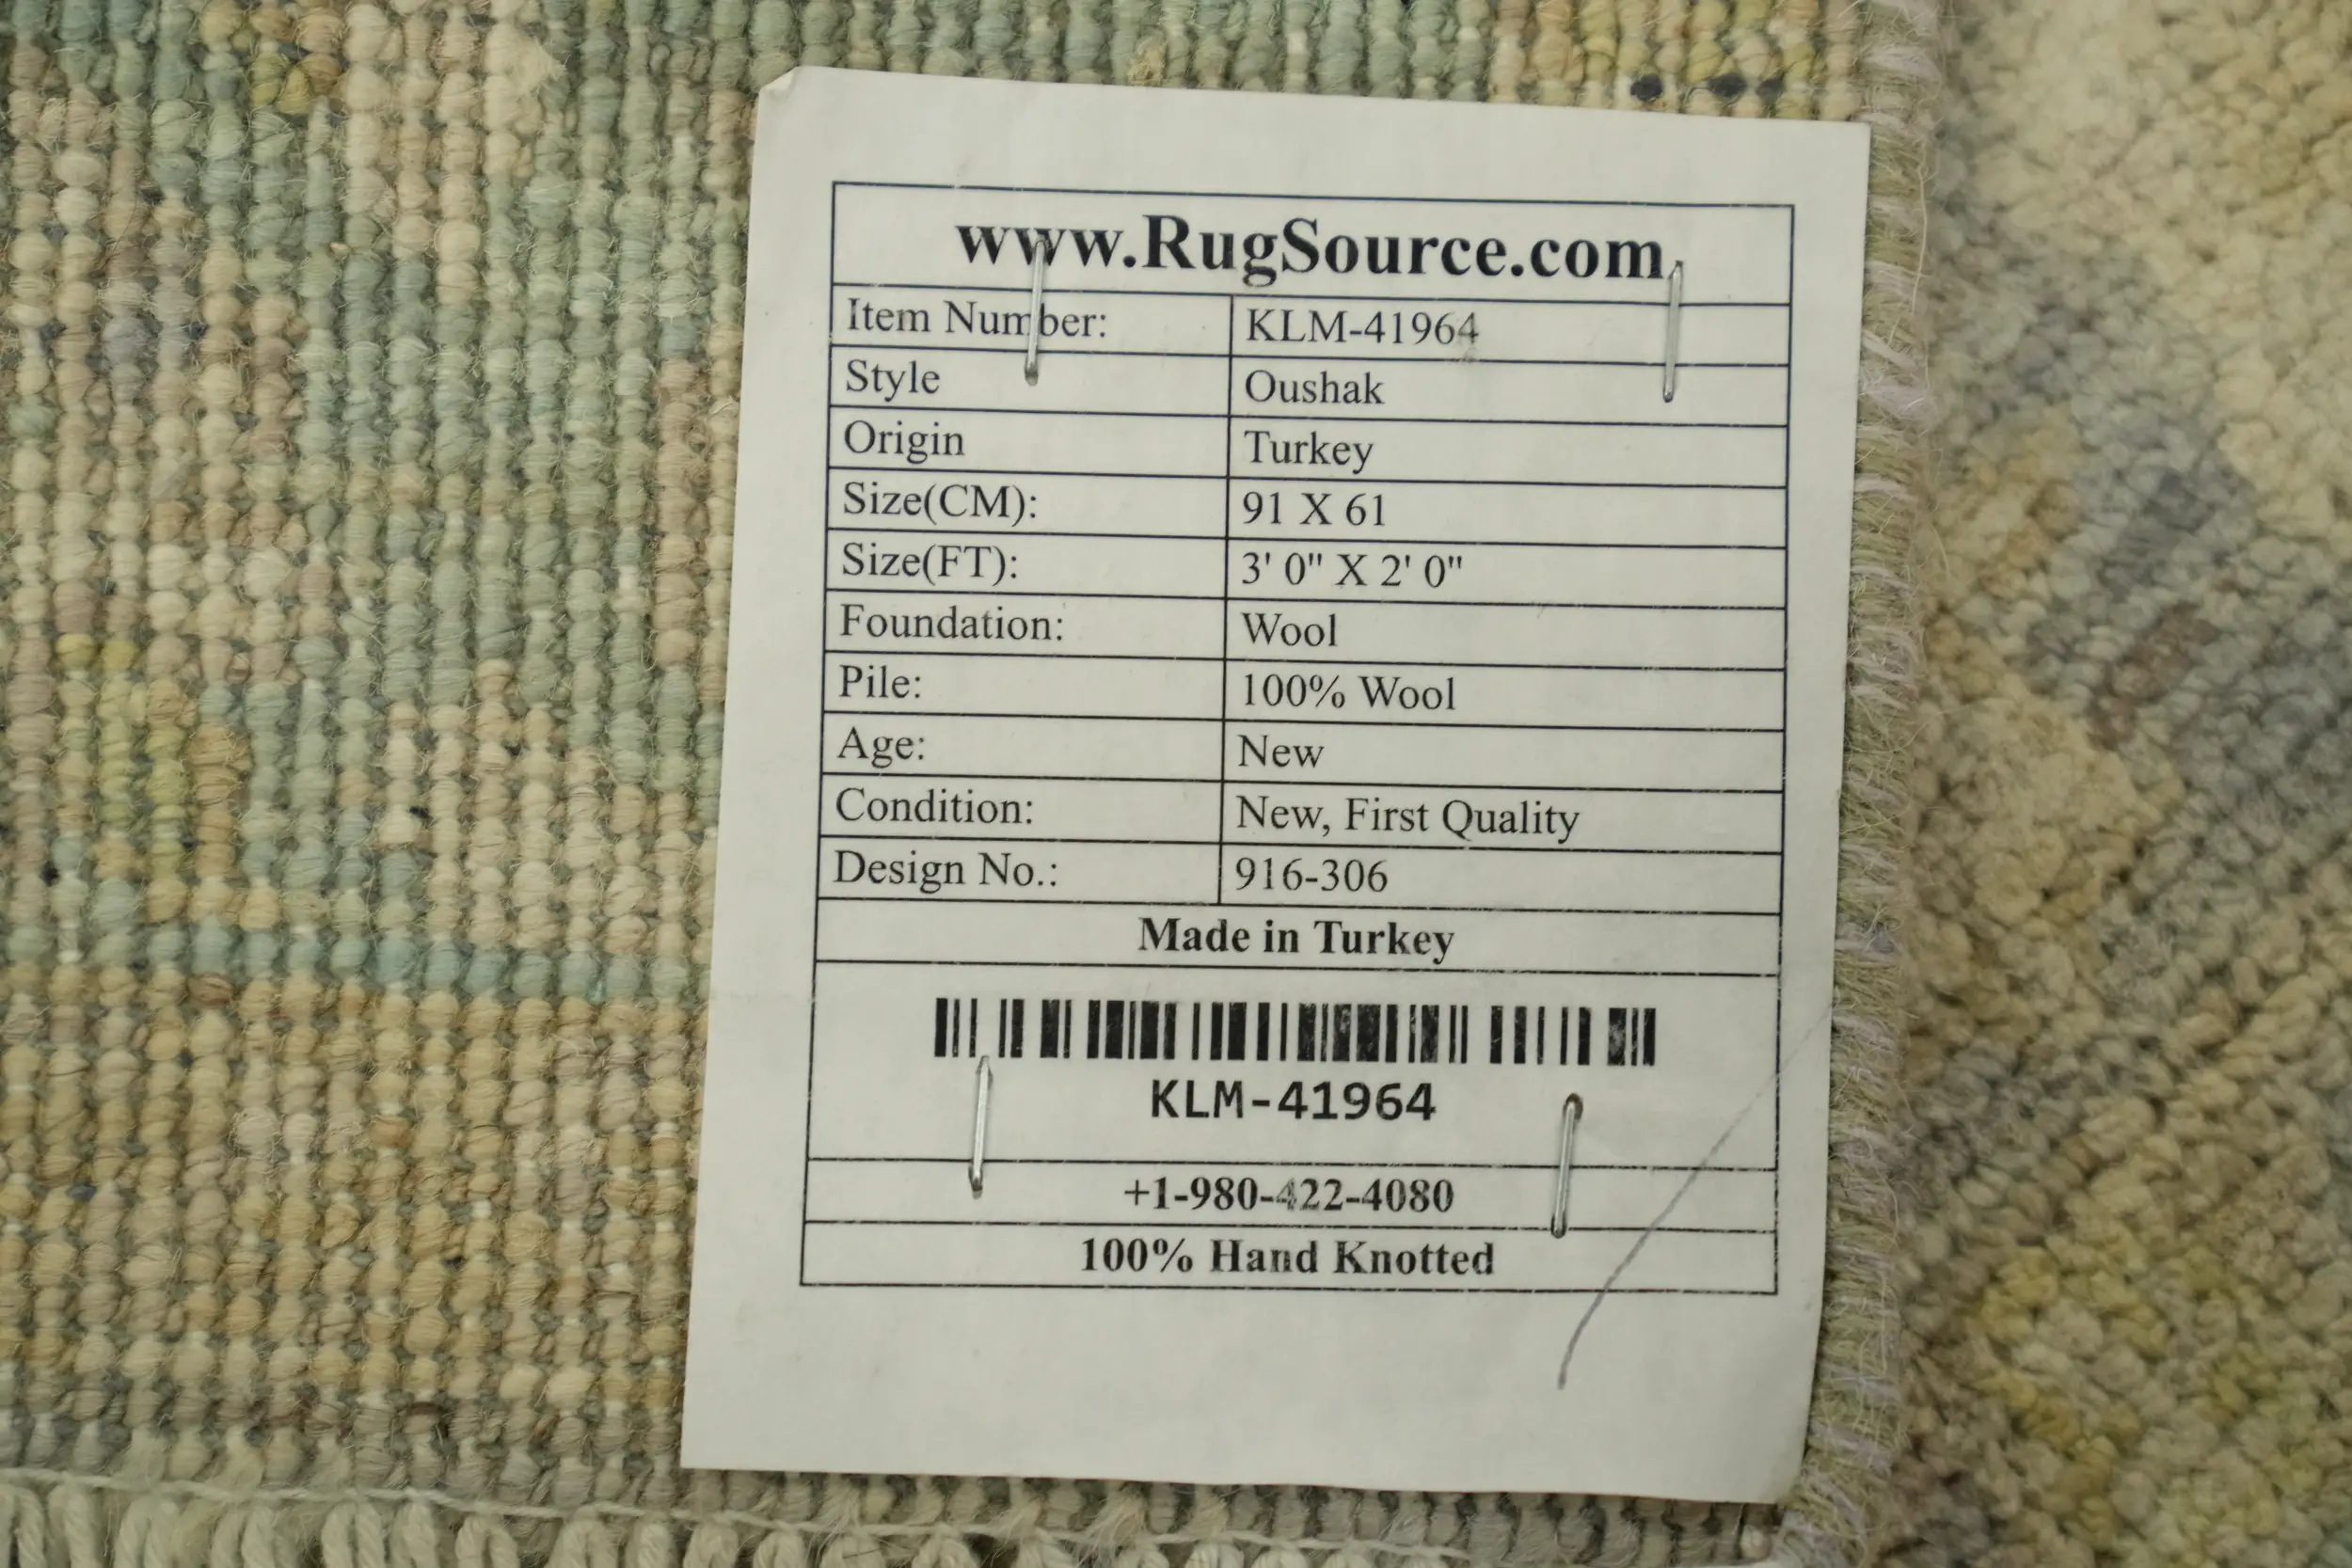 www.RugSource.com
Item Number: KLM-41964
Style Oushak
Origin Turkey
Size(CM): 91 X 61
Size(FT): 3' 0" X 2' 0"
Foundation: Wool
Pile: 100% Wool
Age: New
Condition: New, First Quality
Design No.: 916-306
Made in Turkey
KLM-41964
+1-980-422-4080
100% Hand Knotted